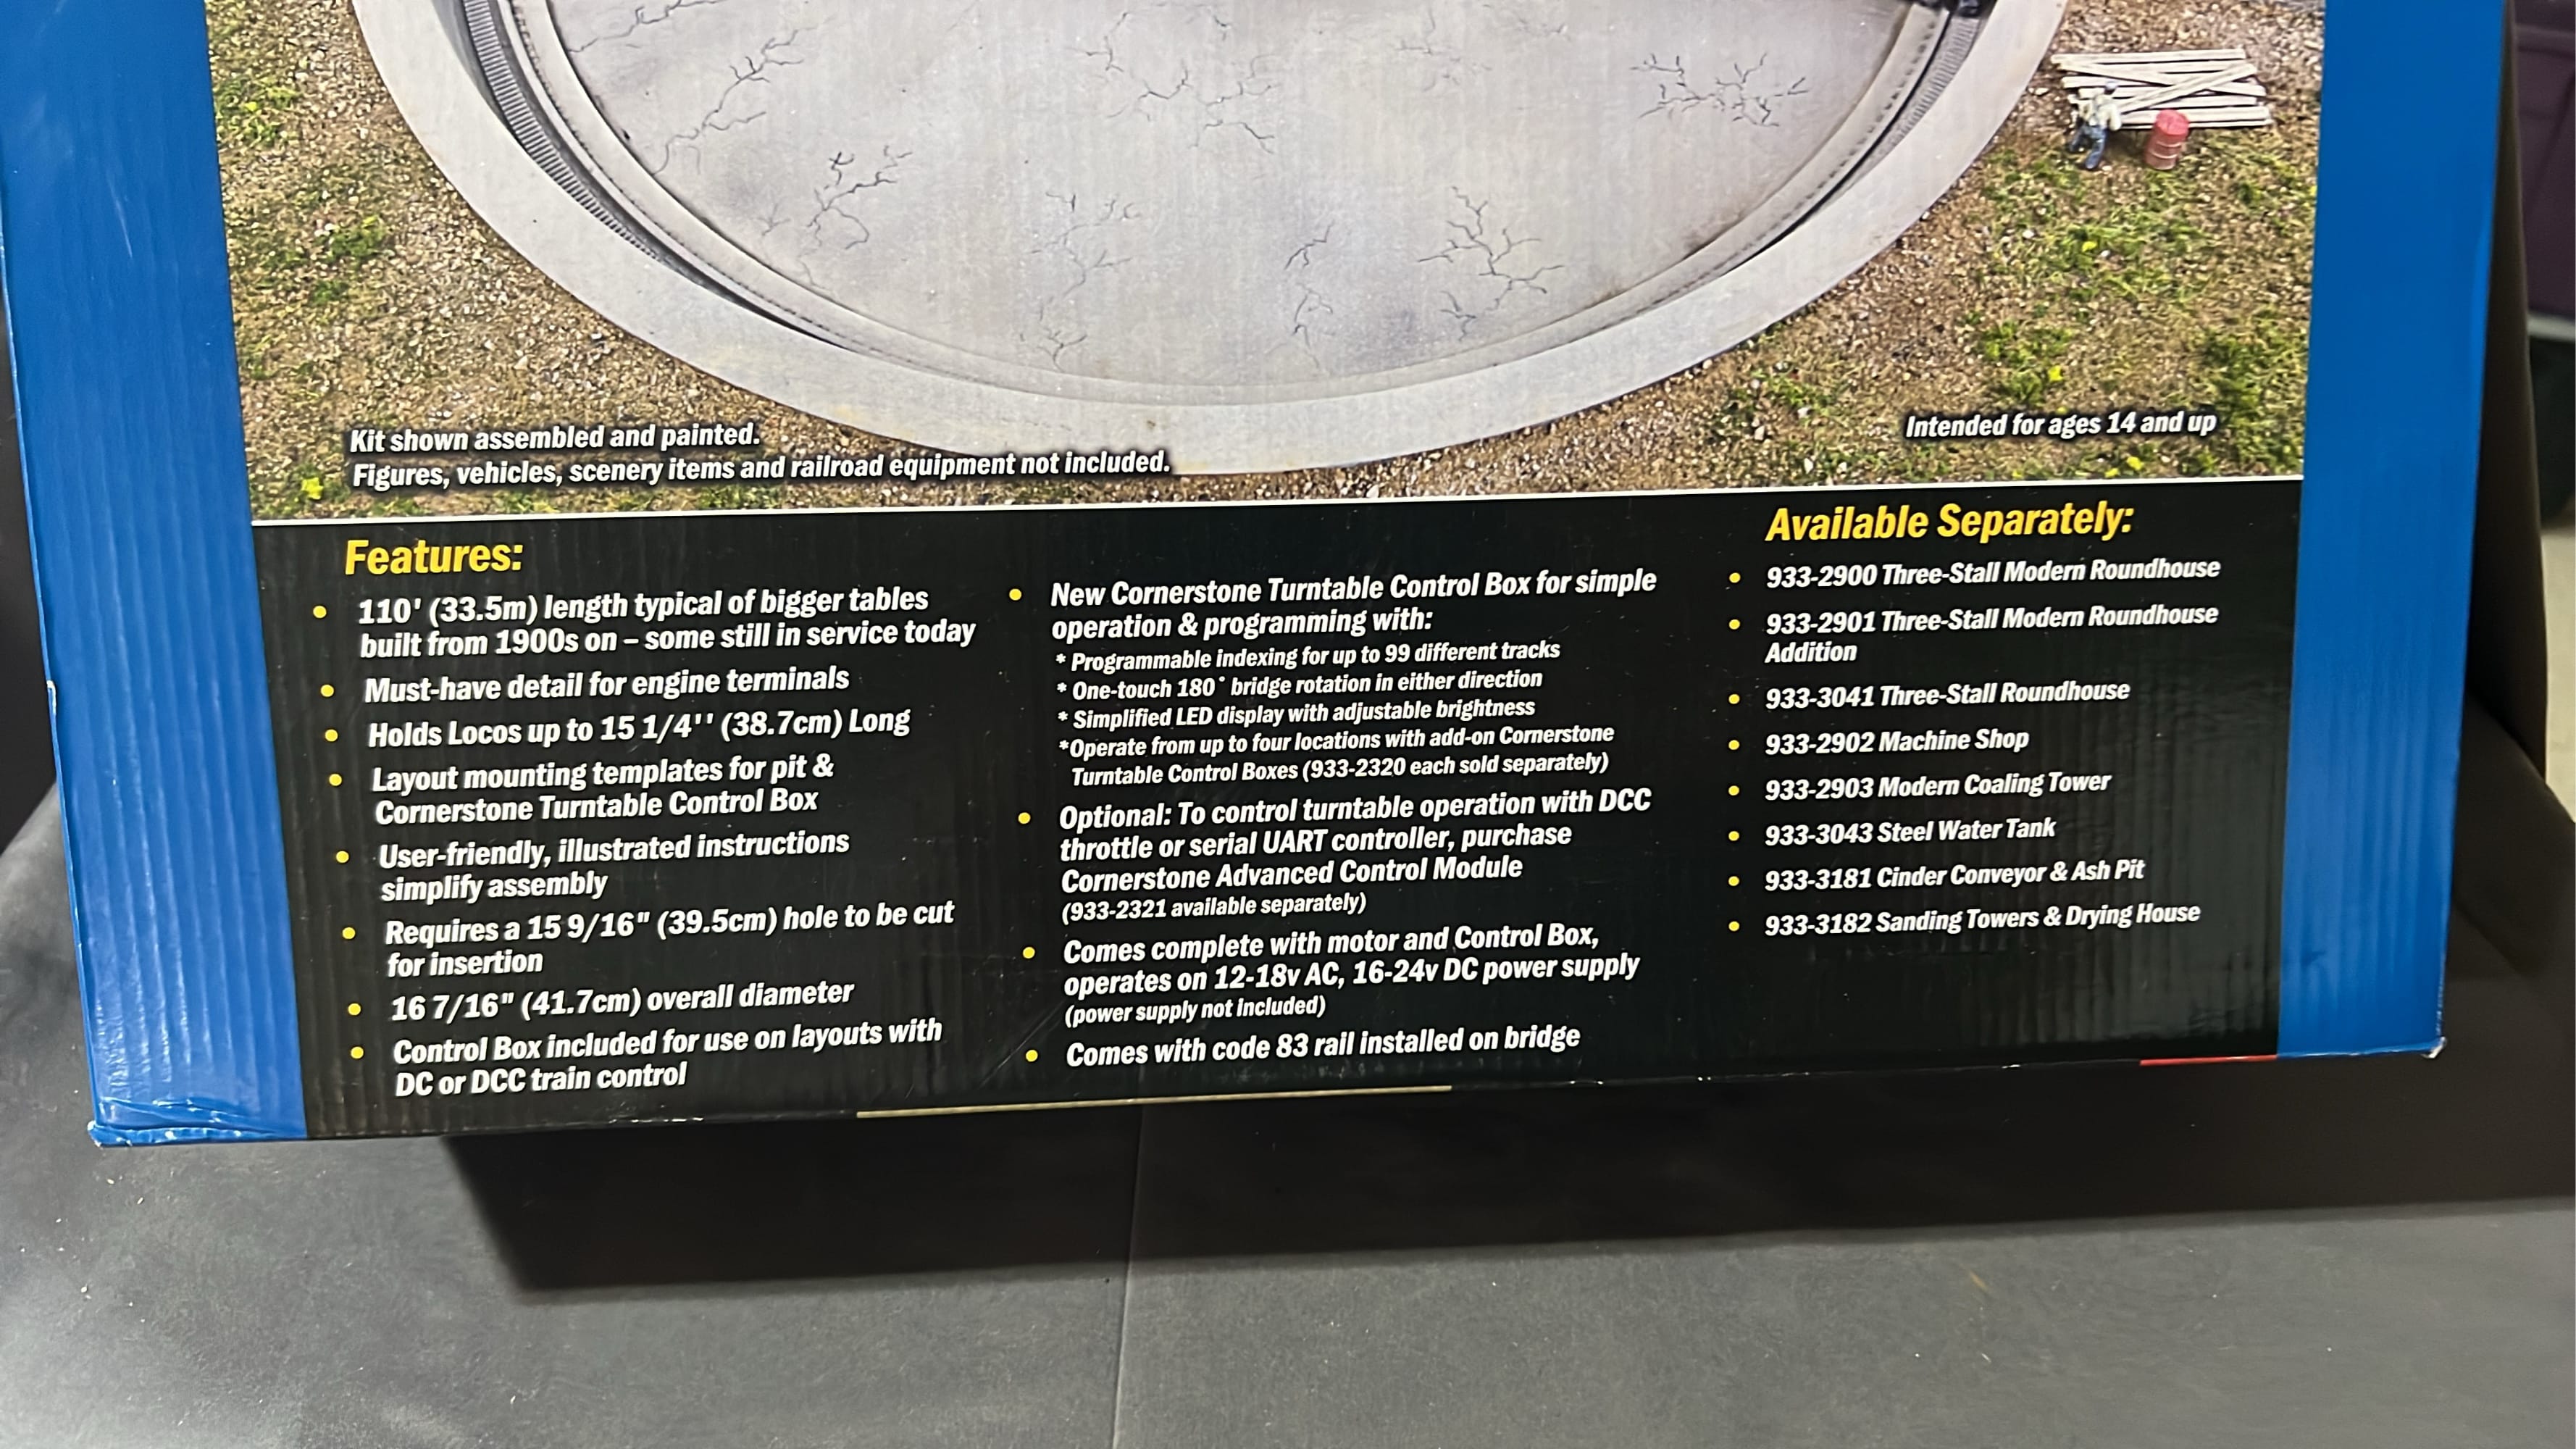 Kit shown assembled and painted.
Figures, vehicles, scenery items and railroad equipment not included.
Intended for ages 14 and up
Features:
• 110' (33.5m) length typical of bigger tables
built from 1900s on – some still in service today
• Must-have detail for engine terminals
• Holds Locos up to 15 1/4'' (38.7cm) Long
• Layout mounting templates for pit &
Cornerstone Turntable Control Box
• User-friendly, illustrated instructions
simplify assembly
• Requires a 15 9/16" (39.5cm) hole to be cut
for insertion
• 16 7/16" (41.7cm) overall diameter
• Control Box included for use on layouts with
DC or DCC train control
• New Cornerstone Turntable Control Box for simple
operation & programming with:
* Programmable indexing for up to 99 different tracks
* One-touch 180˚ bridge rotation in either direction
* Simplified LED display with adjustable brightness
*Operate from up to four locations with add-on Cornerstone
Turntable Control Boxes (933-2320 each sold separately)
• Optional: To control turntable operation with DCC
throttle or serial UART controller, purchase
Cornerstone Advanced Control Module
(933-2321 available separately)
• Comes complete with motor and Control Box,
operates on 12-18v AC, 16-24v DC power supply
(power supply not included)
• Comes with code 83 rail installed on bridge
Available Separately:
• 933-2900 Three-Stall Modern Roundhouse
• 933-2901 Three-Stall Modern Roundhouse
Addition
• 933-3041 Three-Stall Roundhouse
• 933-2902 Machine Shop
• 933-2903 Modern Coaling Tower
• 933-3043 Steel Water Tank
• 933-3181 Cinder Conveyor & Ash Pit
• 933-3182 Sanding Towers & Drying House